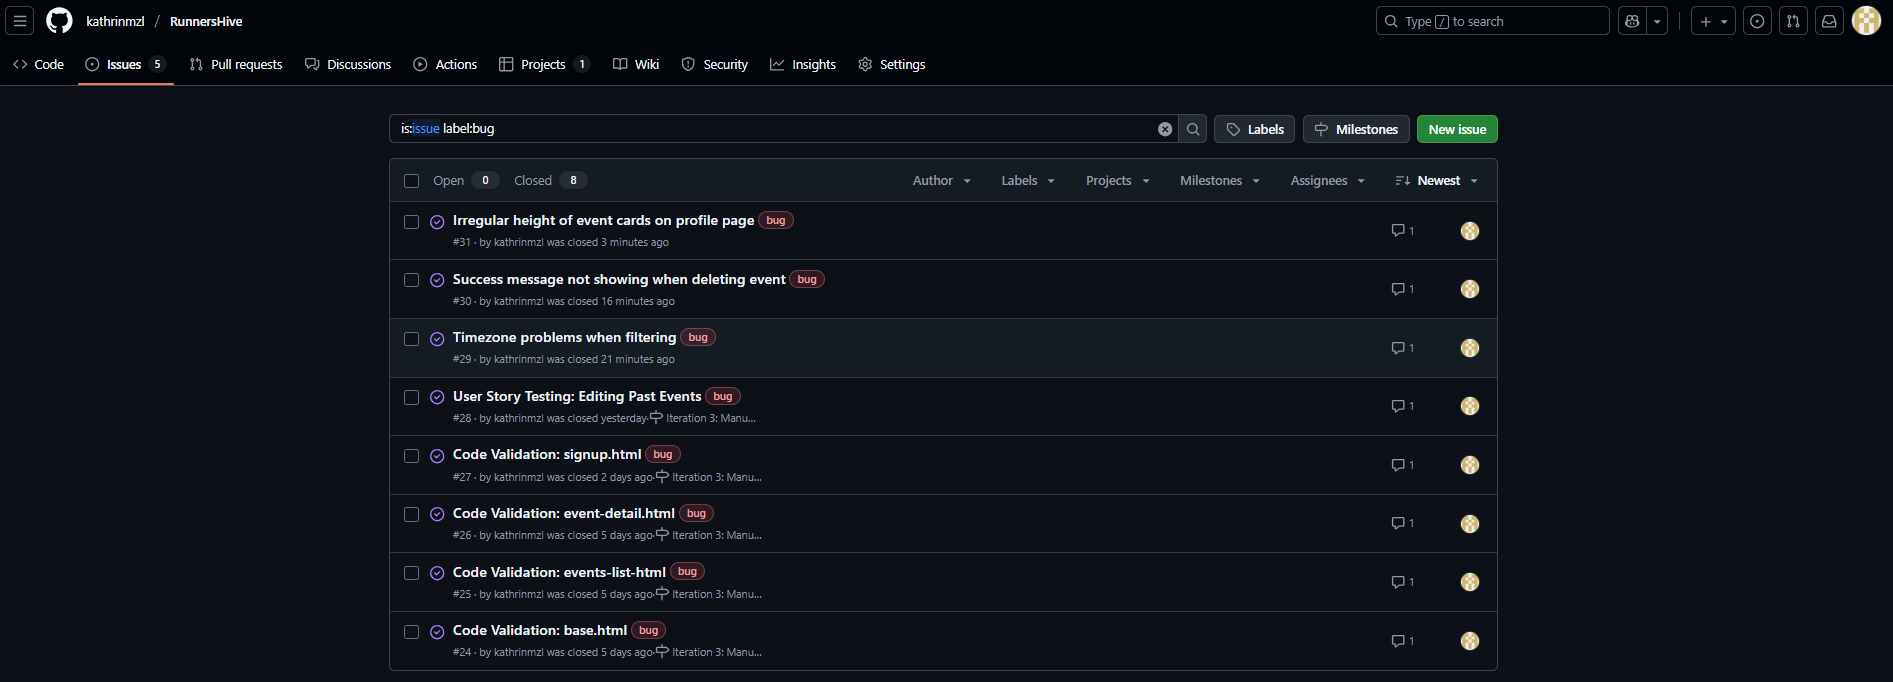 kathrinmzl / RunnersHive
Type / to search
Code
Issues 5
Pull requests
Discussions
Actions
Projects 1
Wiki
Security
Insights
Settings
is:issue label:bug
Labels
Milestones
New issue
Open 0
Closed 8
Author
Labels
Projects
Milestones
Assignees
Newest
Irregular height of event cards on profile page bug
#31 · by kathrinmzl was closed 3 minutes ago
1
Success message not showing when deleting event bug
#30 · by kathrinmzl was closed 16 minutes ago
1
Timezone problems when filtering bug
#29 · by kathrinmzl was closed 21 minutes ago
1
User Story Testing: Editing Past Events bug
#28 · by kathrinmzl was closed yesterday· Iteration 3: Manu...
1
Code Validation: signup.html bug
#27 · by kathrinmzl was closed 2 days ago· Iteration 3: Manu...
1
Code Validation: event-detail.html bug
#26 · by kathrinmzl was closed 5 days ago· Iteration 3: Manu...
1
Code Validation: events-list-html bug
#25 · by kathrinmzl was closed 5 days ago· Iteration 3: Manu...
1
Code Validation: base.html bug
#24 · by kathrinmzl was closed 5 days ago· Iteration 3: Manu...
1